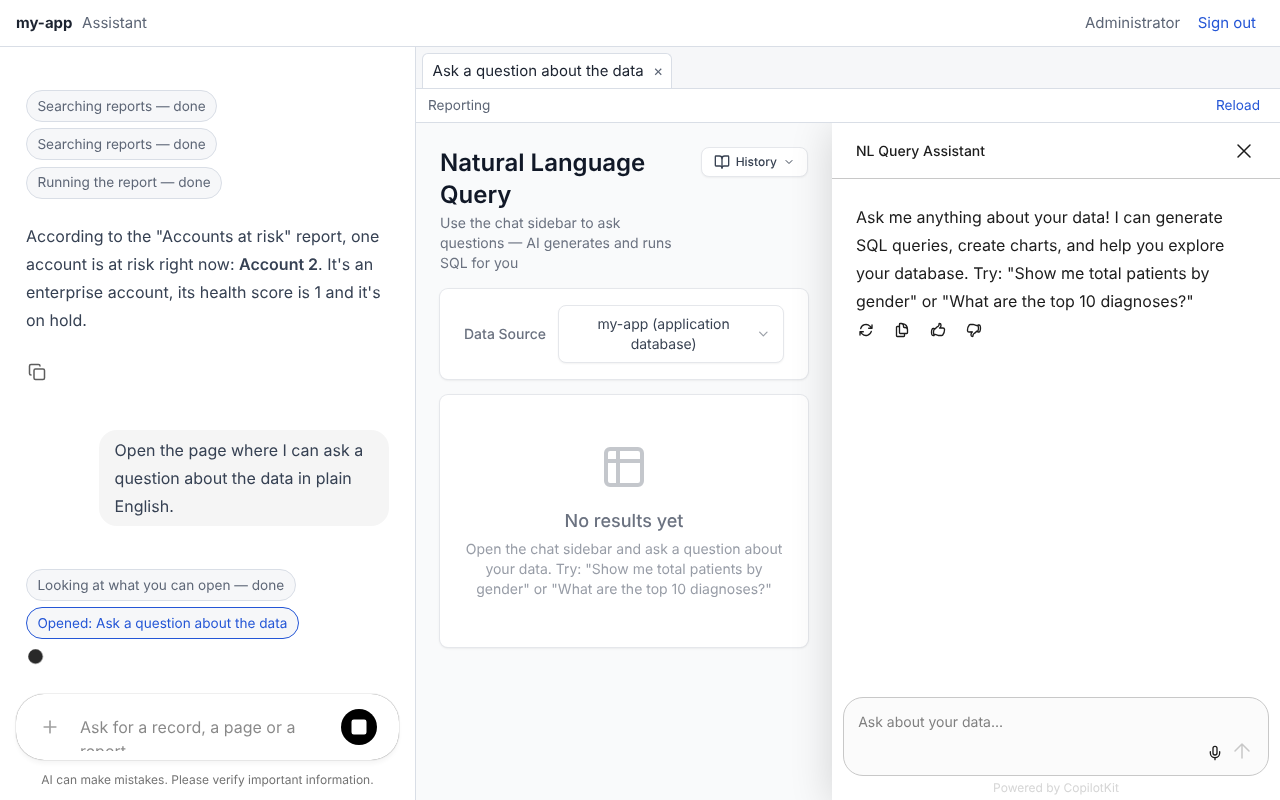 my-app Assistant
Administrator Sign out
Searching reports — done
Searching reports — done
Running the report — done
According to the "Accounts at risk" report, one
account is at risk right now: Account 2. It's an
enterprise account, its health score is 1 and it's
on hold.
Open the page where I can ask a
question about the data in plain
English.
Looking at what you can open — done
Opened: Ask a question about the data
Ask for a record, a page or a
report
AI can make mistakes. Please verify important information.
Ask a question about the data ×
Reporting
Reload
Natural Language
Query
History
Use the chat sidebar to ask
questions — AI generates and runs
SQL for you
Data Source
my-app (application
database)
No results yet
Open the chat sidebar and ask a question about
your data. Try: "Show me total patients by
gender" or "What are the top 10 diagnoses?"
NL Query Assistant
Ask me anything about your data! I can generate
SQL queries, create charts, and help you explore
your database. Try: "Show me total patients by
gender" or "What are the top 10 diagnoses?"
Ask about your data...
Powered by CopilotKit